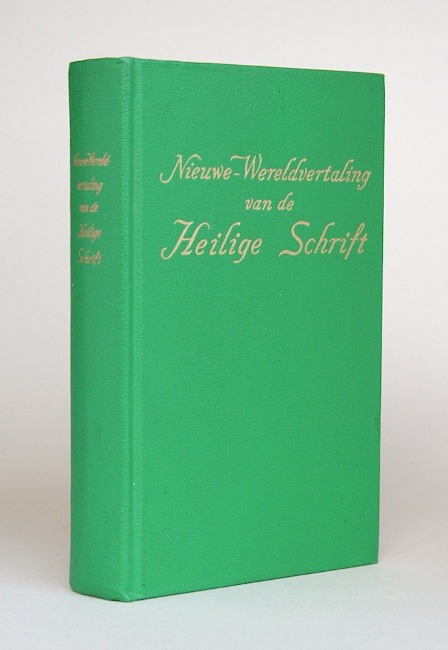 Nieuwe-Wereld-
vertaling
van de
Heilige
Schrift
Nieuwe-Wereldvertaling
van de
Heilige Schrift